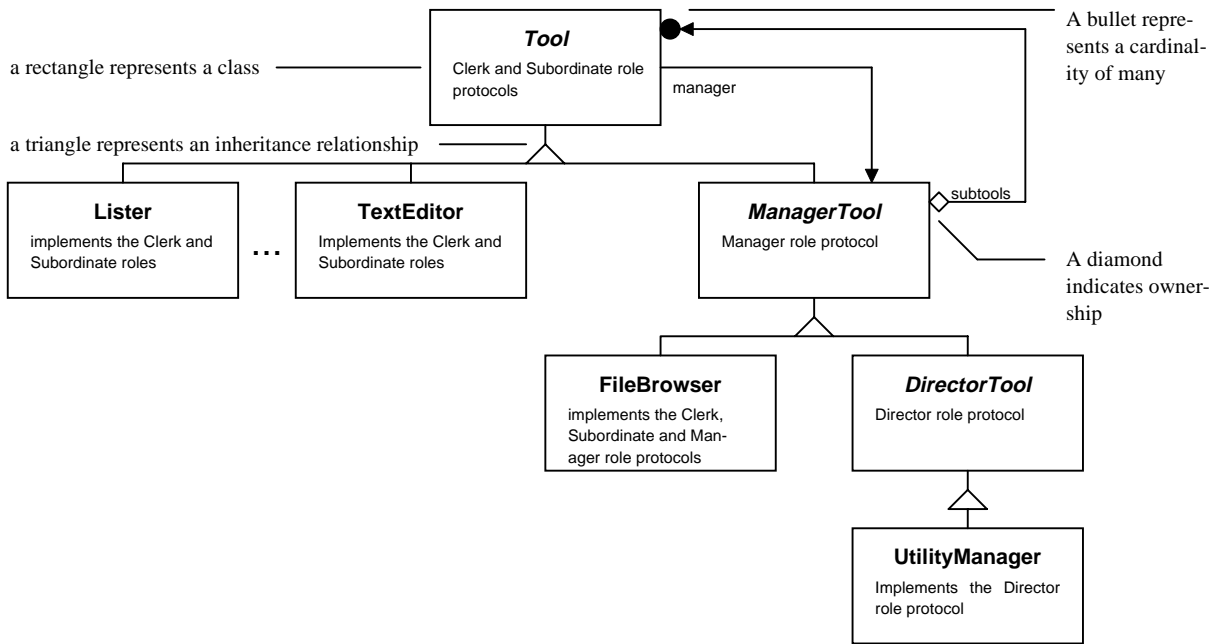 Tool
Clerk and Subordinate role
protocols
A bullet repre-
sents a cardinal-
ity of many
a rectangle represents a class
manager
a triangle represents an inheritance relationship
Lister
implements the Clerk and
Subordinate roles
...
TextEditor
Implements the Clerk and
Subordinate roles
ManagerTool
Manager role protocol
subtools
A diamond
indicates owner-
ship
FileBrowser
implements the Clerk,
Subordinate and Man-
ager role protocols
DirectorTool
Director role protocol
UtilityManager
Implements the Director
role protocol